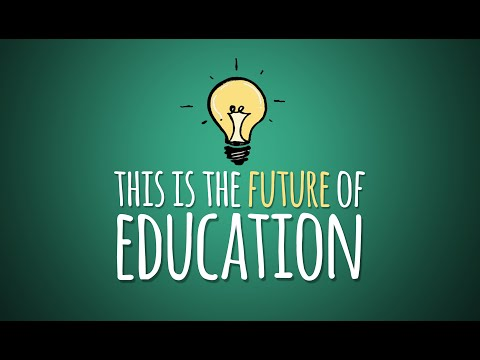 THIS IS THE FUTURE OF
EDUCATION